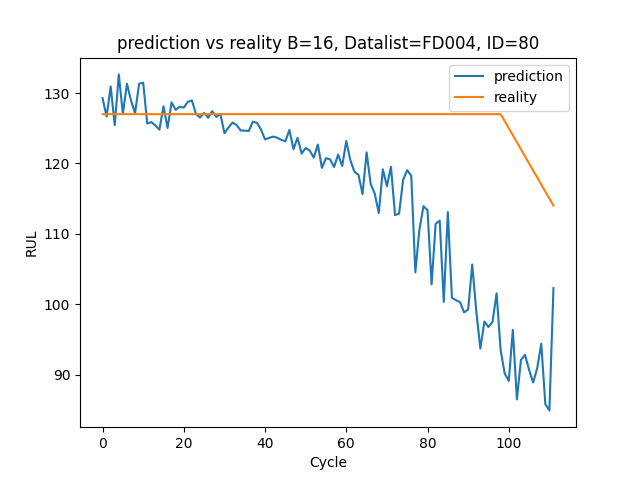 prediction vs reality B=16, Datalist=FD004, ID=80
prediction
reality
130
120
110
100
90
RUL
0 20 40 60 80 100
Cycle